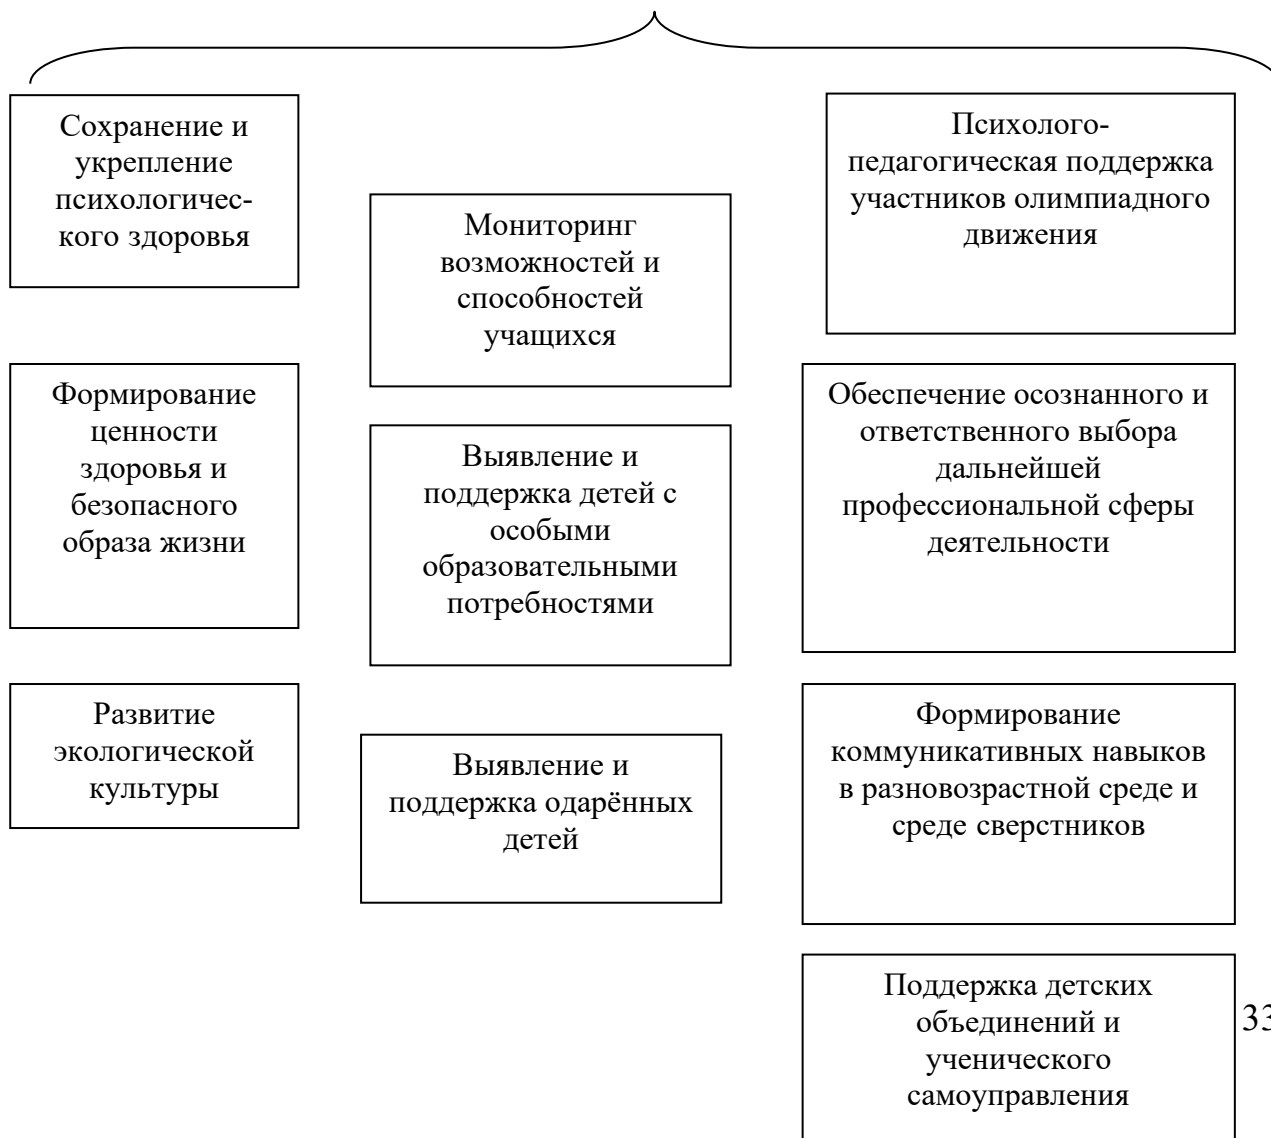 Сохранение и
укрепление
психологичес-
кого здоровья
Формирование
ценности
здоровья и
безопасного
образа жизни
Развитие
экологической
культуры
Мониторинг
возможностей и
способностей
учащихся
Выявление и
поддержка детей с
особыми
образовательными
потребностями
Выявление и
поддержка одарённых
детей
Психолого-
педагогическая поддержка
участников олимпиадного
движения
Обеспечение осознанного и
ответственного выбора
дальнейшей
профессиональной сферы
деятельности
Формирование
коммуникативных навыков
в разновозрастной среде и
среде сверстников
Поддержка детских
объединений и
ученического
самоуправления
33